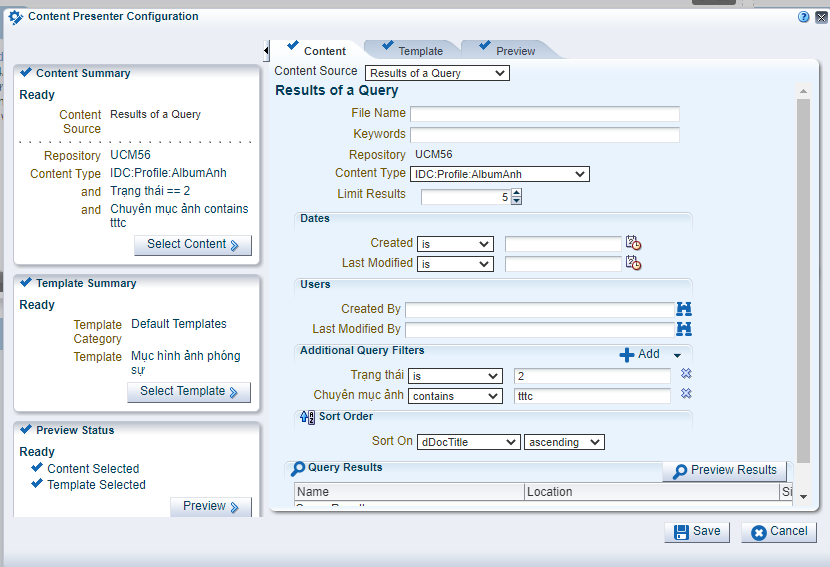 Content Presenter Configuration
Content Summary
Ready
Content Source
Results of a Query
Repository UCM56
Content Type IDC:Profile:AlbumAnh
and Trạng thái == 2
and Chuyên mục ảnh contains
tttc
Select Content
Template Summary
Ready
Template Category
Default Templates
Template
Mục hình ảnh phóng
sự
Select Template
Preview Status
Ready
Content Selected
Template Selected
Preview
Content Template Preview
Content Source Results of a Query
Results of a Query
File Name
Keywords
Repository UCM56
Content Type IDC:Profile:AlbumAnh
Limit Results 5
Dates
Created is
Last Modified is
Users
Created By
Last Modified By
Additional Query Filters Add
Trạng thái is 2
Chuyên mục ảnh contains tttc
Sort Order
Sort On dDocTitle ascending
Query Results Preview Results
Name Location Si
Save Cancel